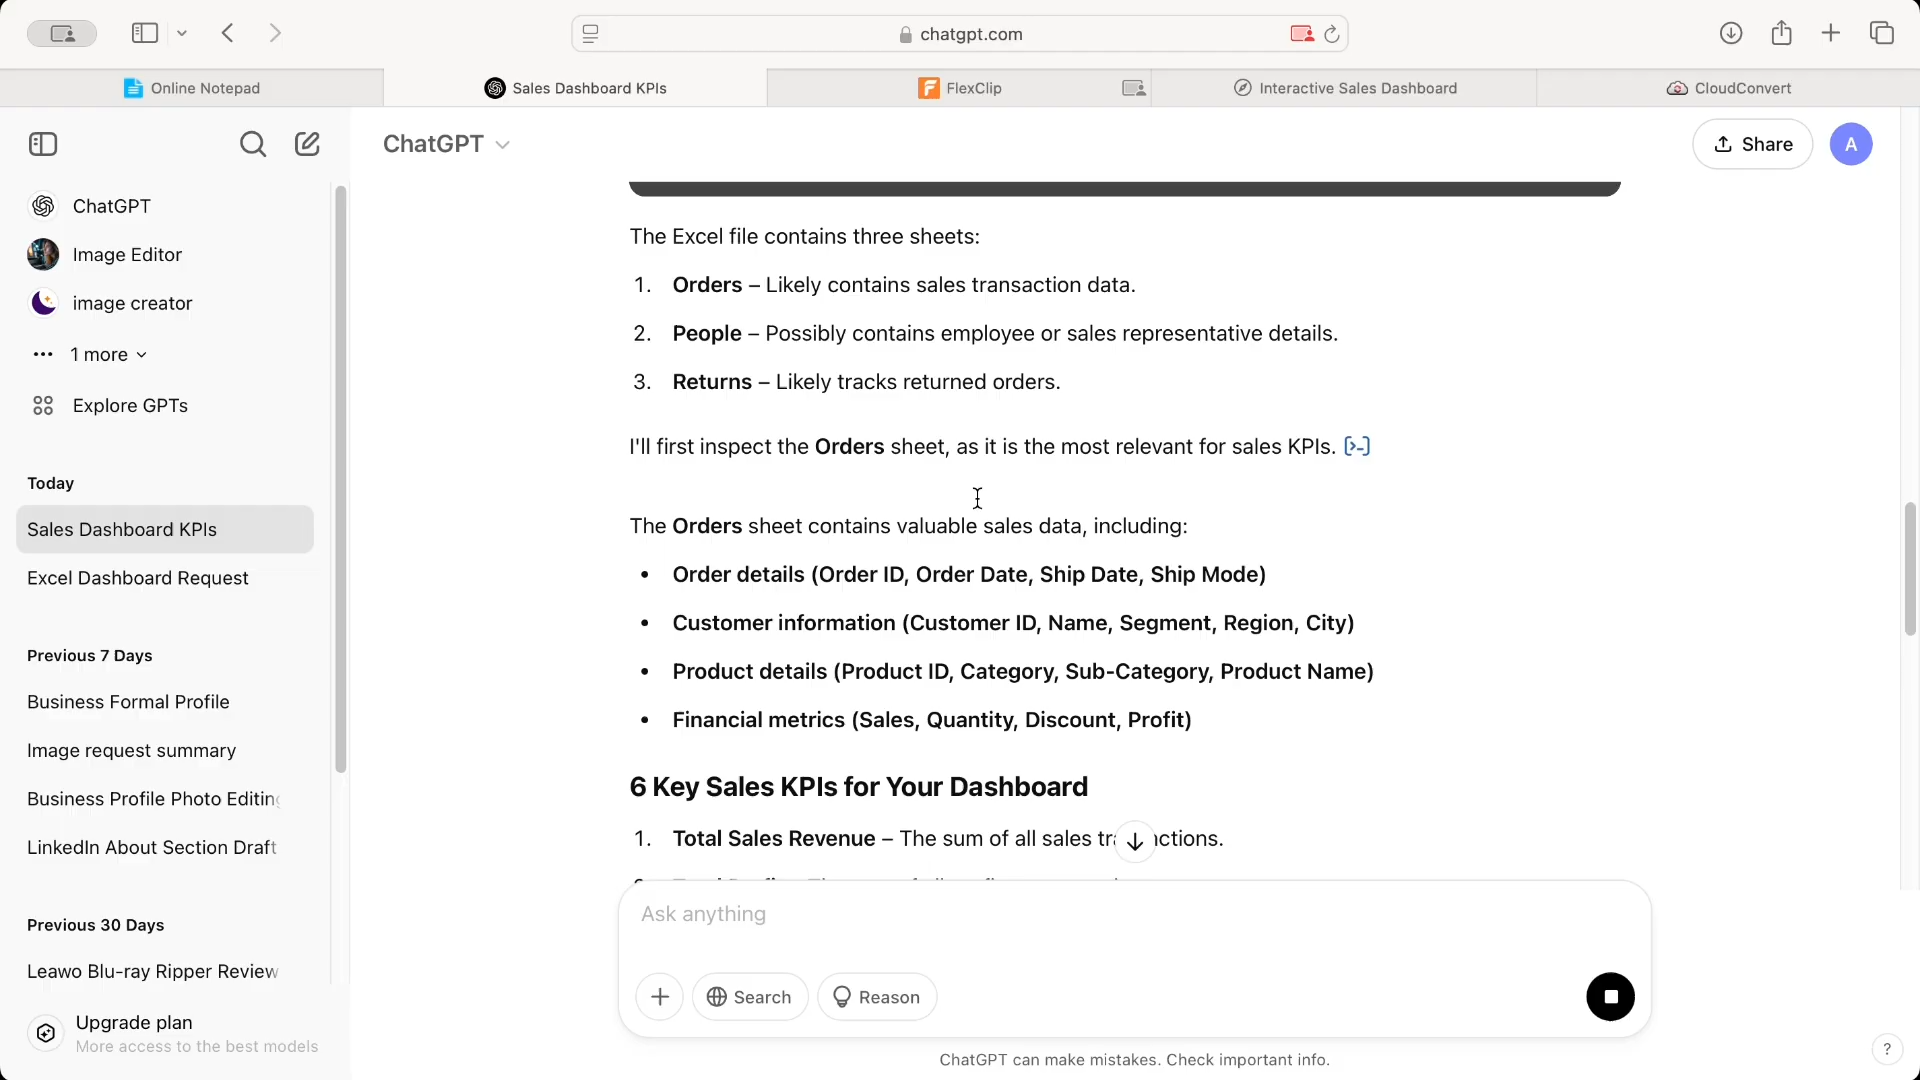 chatgpt.com
Online Notepad
Sales Dashboard KPIs
FlexClip
Interactive Sales Dashboard
CloudConvert
ChatGPT
Share
A
ChatGPT
Image Editor
image creator
1 more
Explore GPTs
Today
Sales Dashboard KPIs
Excel Dashboard Request
Previous 7 Days
Business Formal Profile
Image request summary
Business Profile Photo Editing
LinkedIn About Section Draft
Previous 30 Days
Leawo Blu-ray Ripper Review
Upgrade plan
More access to the best models
The Excel file contains three sheets:
1. Orders – Likely contains sales transaction data.
2. People – Possibly contains employee or sales representative details.
3. Returns – Likely tracks returned orders.
I'll first inspect the Orders sheet, as it is the most relevant for sales KPIs. [>-]
The Orders sheet contains valuable sales data, including:
• Order details (Order ID, Order Date, Ship Date, Ship Mode)
• Customer information (Customer ID, Name, Segment, Region, City)
• Product details (Product ID, Category, Sub-Category, Product Name)
• Financial metrics (Sales, Quantity, Discount, Profit)
6 Key Sales KPIs for Your Dashboard
1. Total Sales Revenue – The sum of all sales transactions.
Ask anything
Search
Reason
ChatGPT can make mistakes. Check important info.
?